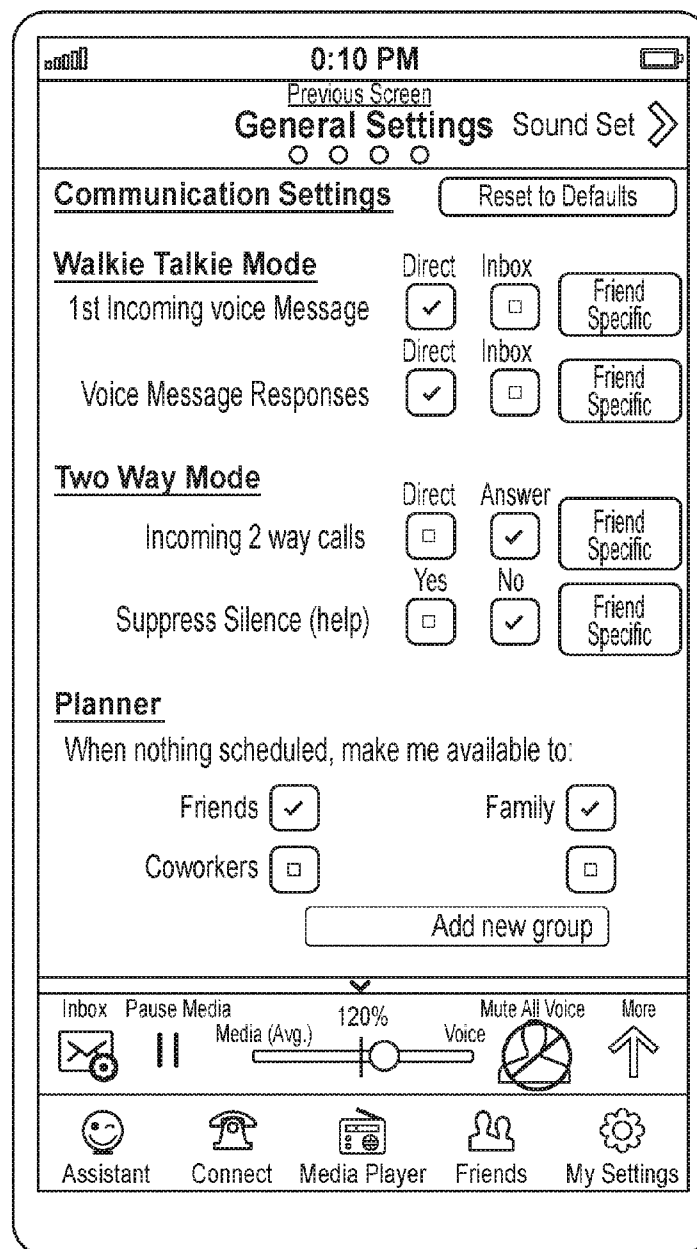 0:10 PM
Previous Screen
General Settings Sound Set
Communication Settings Reset to Defaults
Walkie Talkie Mode Direct Inbox
1st Incoming voice Message Friend Specific
Direct Inbox
Voice Message Responses Friend Specific
Two Way Mode Direct Answer
Incoming 2 way calls Friend Specific
Yes No
Suppress Silence (help) Friend Specific
Planner
When nothing scheduled, make me available to:
Friends Family
Coworkers
Add new group
Inbox Pause Media 120% Mute All Voice More
Media (Avg.) Voice
Assistant Connect Media Player Friends My Settings